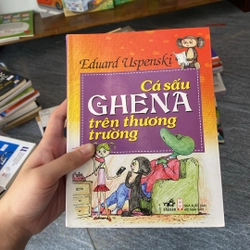 Eduard Uspenski
Cá sấu
GHENA
trên thương
trường